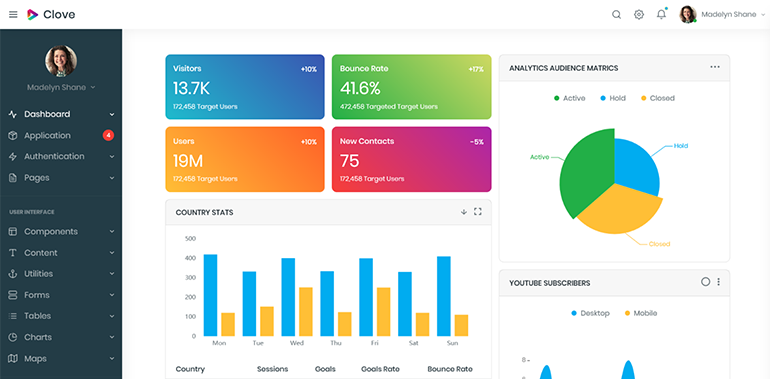 Clove
Madelyn Shane
Madelyn Shane
Dashboard
Application 4
Authentication
Pages
USER INTERFACE
Components
Content
Utilities
Forms
Tables
Charts
Maps
Visitors +10%
13.7K
172,458 Target Users
Bounce Rate +17%
41.6%
472,458 Targeted Target Users
Users +10%
19M
172,458 Target Users
New Contacts -5%
75
172,458 Target Users
COUNTRY STATS
500
400
300
200
100
0
Mon Tue Wed Thu Fri Sat Sun
Country Sessions Goals Goals Rate Bounce Rate
ANALYTICS AUDIENCE MATRICS
Active Hold Closed
Hold
Active
Closed
YOUTUBE SUBSCRIBERS
Desktop Mobile
8
6